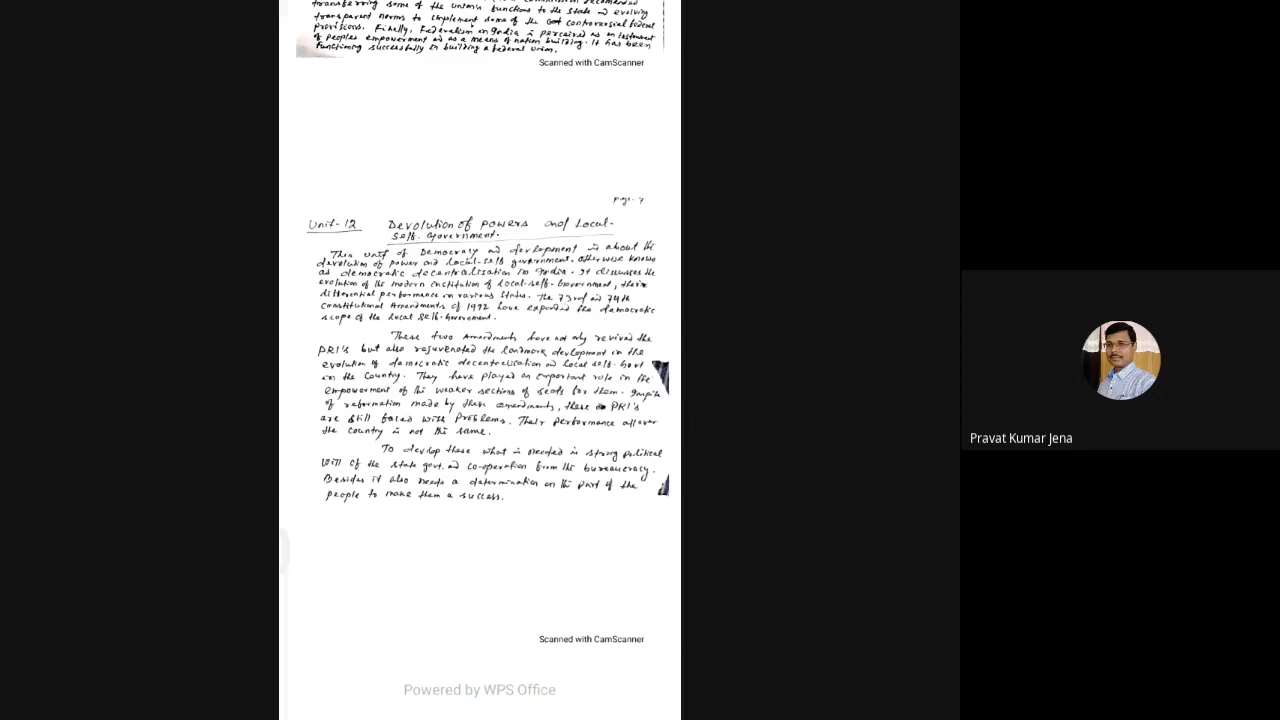 transferring some of the union's functions to the state and evolving
transparent norms to implement some of the controversial federal
provisions. Finally, Federalism in India is perceived as an instrument
of peoples empowerment and as a means of nation building. It has been
functioning successfully in building a federal union.
Scanned with CamScanner
Page-7
Unit-12 Devolution of Powers and Local-
Self-Government.
This unit of Democracy and development is about the
devolution of power and local-self government. Otherwise known
as democratic decentralisation in India. It discusses the
evolution of the modern institution of local-self-Government, their
differential performance in various states. The 73rd and 74th
Constitutional Amendments of 1992 have expanded the democratic
scope of the local self-Government.
These two Amendments have not only revived the
PRI's but also rejuvenated the landmark devlopment in the
evolution of democratic decentralisation and local self-Govt
in the country. They have played an important role in the
empowerment of the weaker sections of seats for them. Inspite
of reformation made by these amendments, these PRI's
are still faced with problems. Their performance all over
the country is not the same.
To devlop these what is needed is strong political
will of the state govt. and co-operation from the bureaucracy.
Besides it also needs a determination on the part of the
people to make them a success.
Scanned with CamScanner
Powered by WPS Office
Pravat Kumar Jena